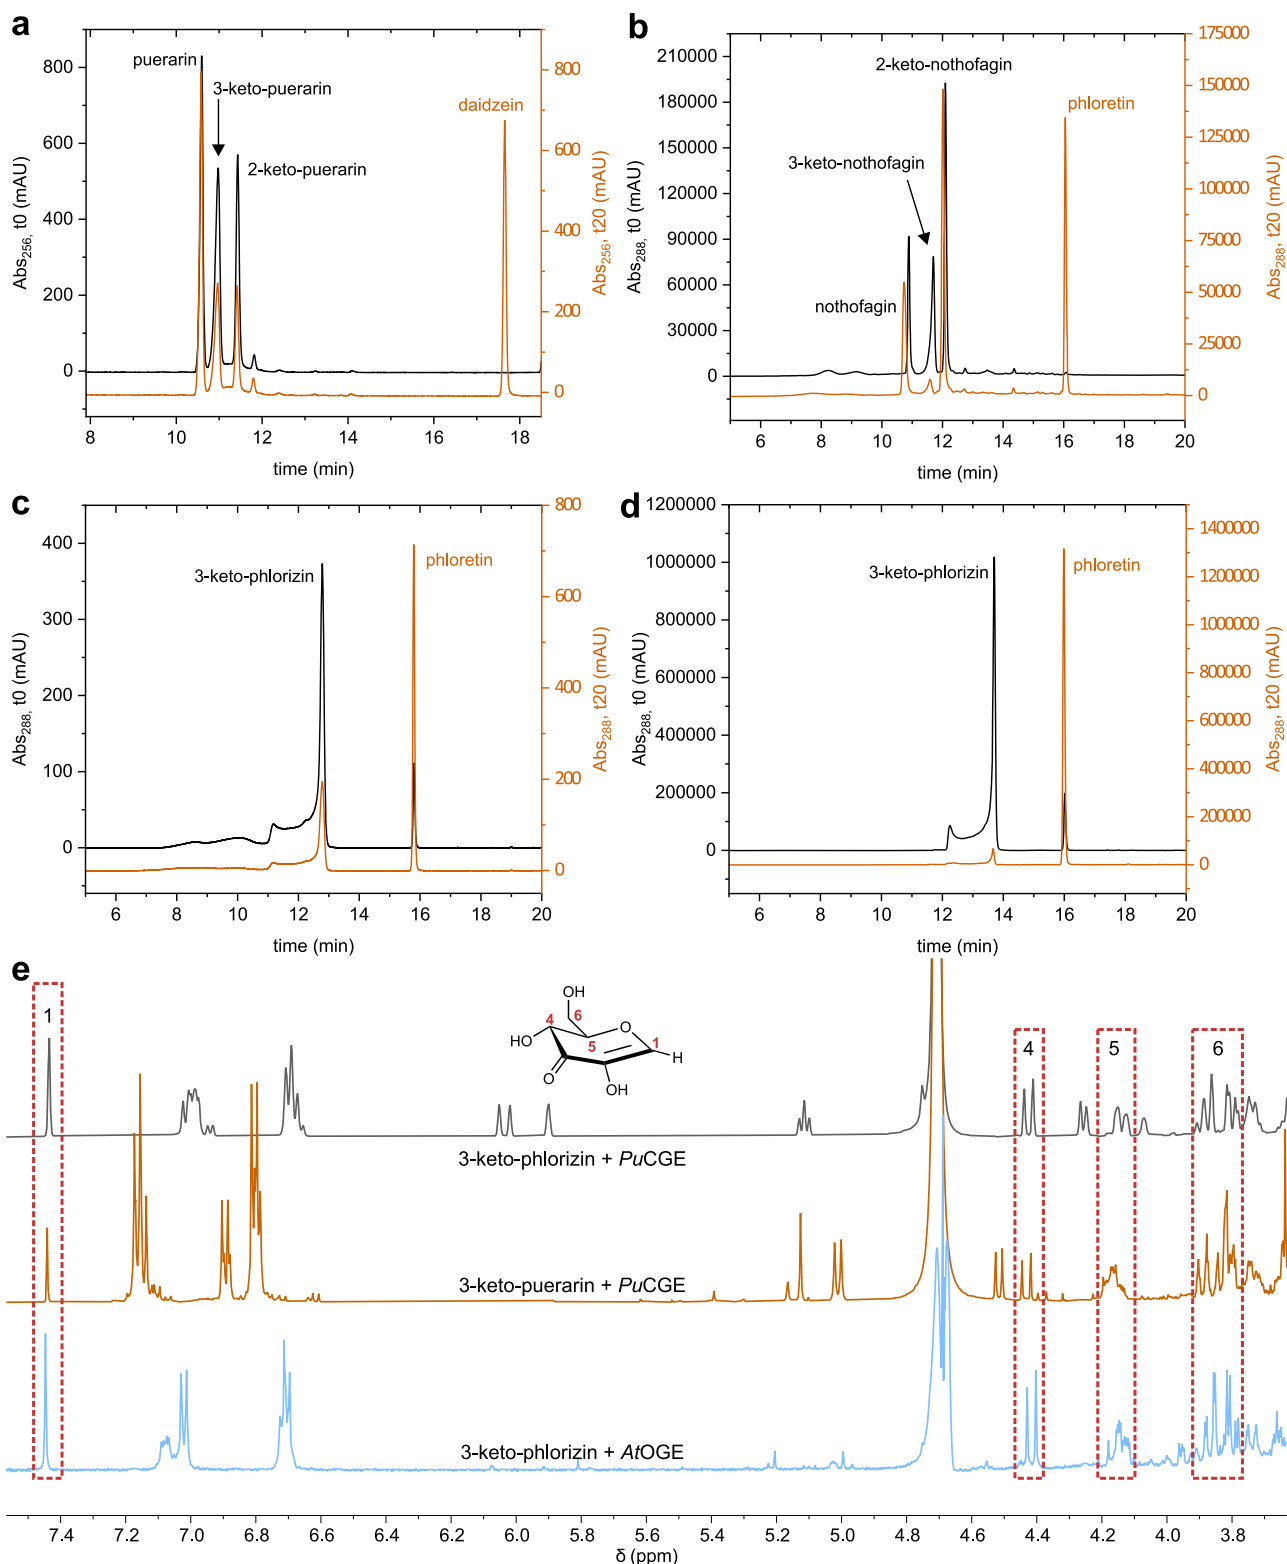 a
puerarin
3-keto-puerarin
2-keto-puerarin
daidzein
800
600
400
200
0
800
600
400
200
0
8 10 12 14 16 18
time (min)
Abs256, t0 (mAU)
Abs256, t20 (mAU)
b
2-keto-nothofagin
3-keto-nothofagin
nothofagin
phloretin
210000
180000
150000
120000
90000
60000
30000
0
175000
150000
125000
100000
75000
50000
25000
0
6 8 10 12 14 16 18 20
time (min)
Abs288, t0 (mAU)
Abs288, t20 (mAU)
c
3-keto-phlorizin
phloretin
400
300
200
100
0
800
600
400
200
0
6 8 10 12 14 16 18 20
time (min)
Abs288, t0 (mAU)
Abs288, t20 (mAU)
d
3-keto-phlorizin
phloretin
1200000
1000000
800000
600000
400000
200000
0
1400000
1200000
1000000
800000
600000
400000
200000
0
6 8 10 12 14 16 18 20
time (min)
Abs288, t0 (mAU)
Abs288, t20 (mAU)
e
1
OH
6
4
HO
5
O
1
H
O
OH
4
5
6
3-keto-phlorizin + PuCGE
3-keto-puerarin + PuCGE
3-keto-phlorizin + AtOGE
7.4 7.2 7.0 6.8 6.6 6.4 6.2 6.0 5.8 5.6 5.4 5.2 5.0 4.8 4.6 4.4 4.2 4.0 3.8
δ (ppm)